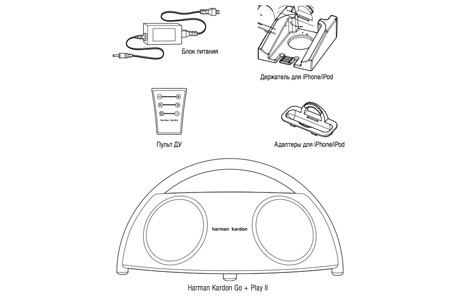 Блок питания
Держатель для iPhone/iPod
harman kardon
Пульт ДУ
Адаптеры для iPhone/iPod
harman kardon
Harman Kardon Go + Play II